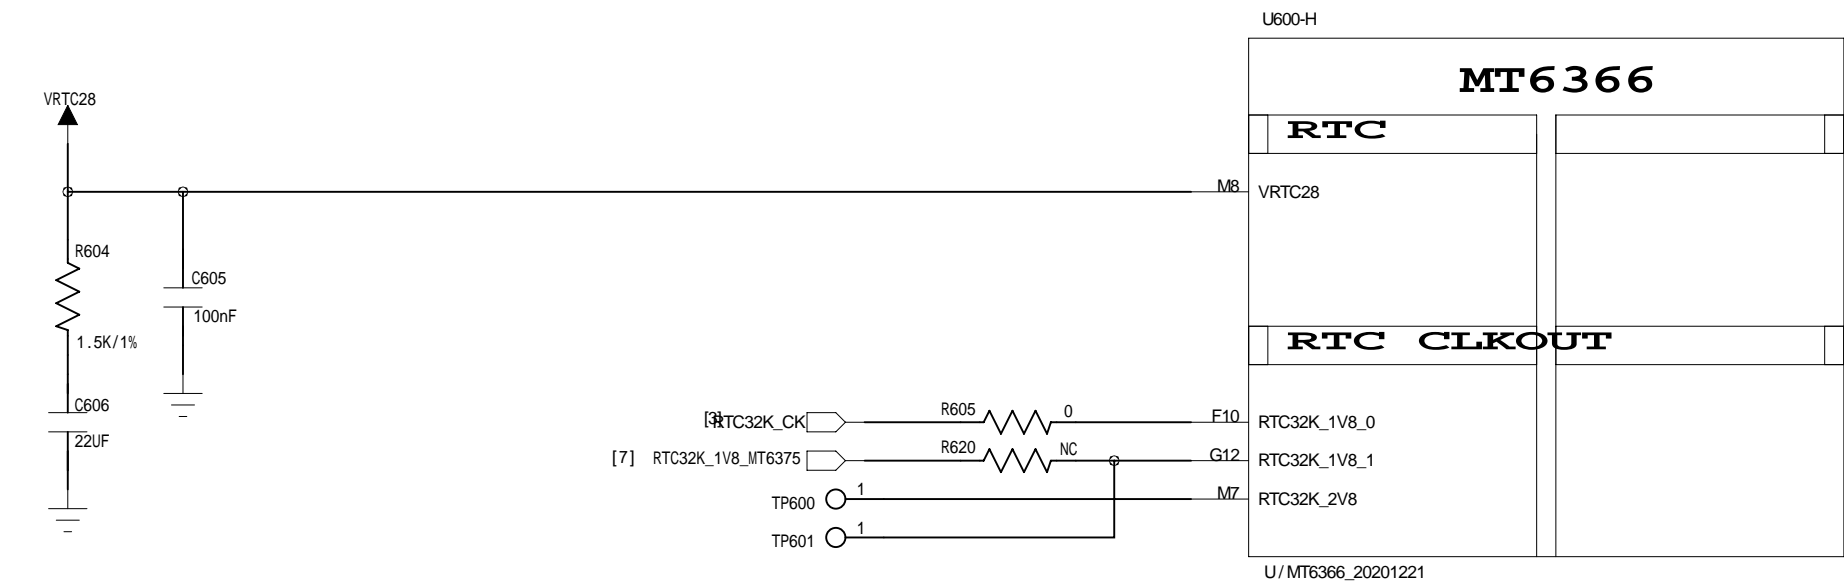 U600-H
MT6366
VRTC28
RTC
M8
VRTC28
R604
C605
100nF
1.5K/1%
RTC CLKOUT
C606
22UF
[3]
RTC32K_CK
R605
0
F10
RTC32K_1V8_0
[7]
RTC32K_1V8_MT6375
R620
NC
G12
RTC32K_1V8_1
TP600
1
M7
RTC32K_2V8
TP601
1
U/MT6366_20201221